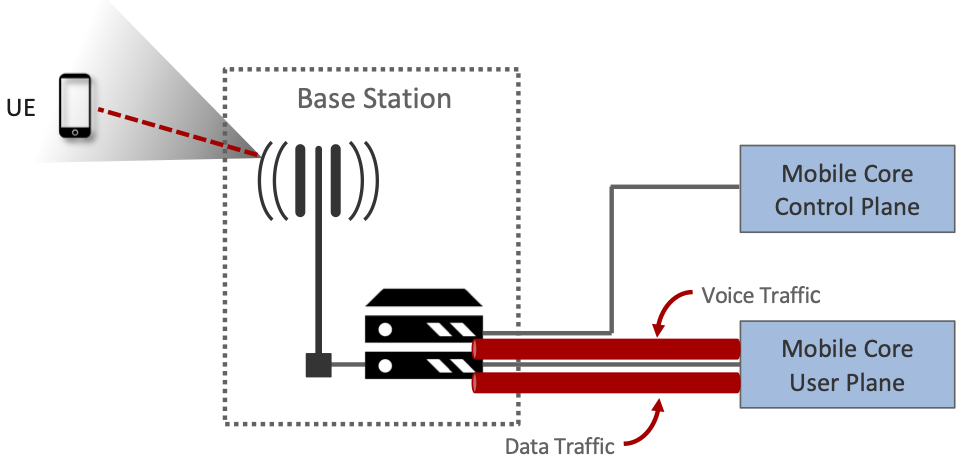 UE
Base Station
Mobile Core
Control Plane
Voice Traffic
Mobile Core
User Plane
Data Traffic